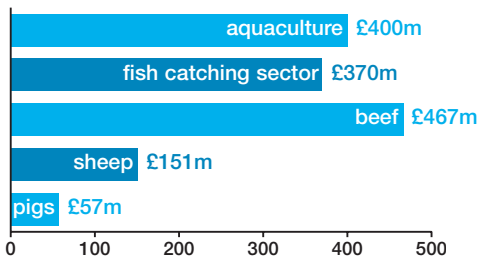 aquaculture £400m
fish catching sector £370m
beef £467m
sheep £151m
pigs £57m
0 100 200 300 400 500